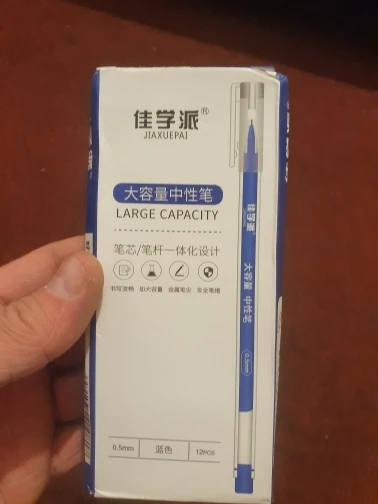 佳学派®
JIAXUEPAI
大容量中性笔
LARGE CAPACITY
笔芯/笔杆一体化设计
书写流畅 加大容量 金属笔尖 安全笔帽
0.5mm 蓝色 12PCS
佳学派
大容量 中性笔
0.5mm